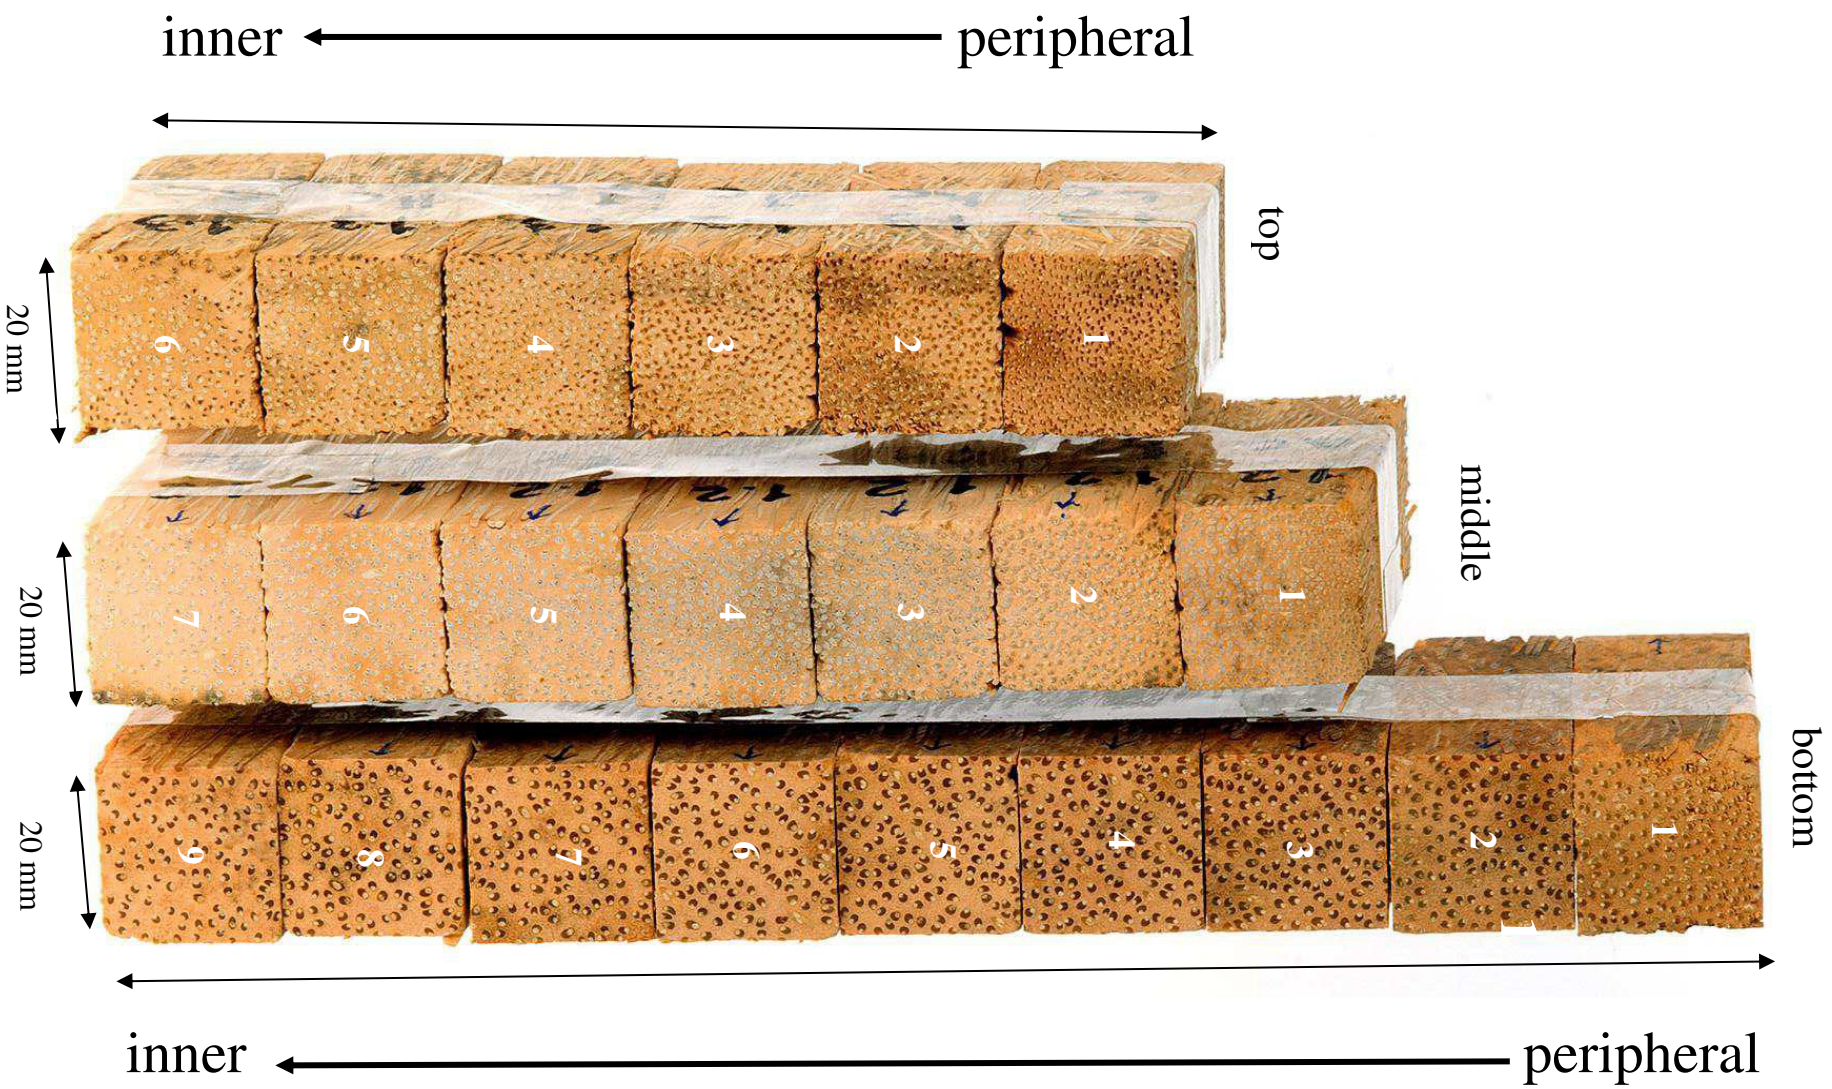 inner peripheral
top
20 mm
6 5 4 3 2 1
middle
20 mm
7 6 5 4 3 2 1
bottom
20 mm
9 8 7 6 5 4 3 2 1
inner peripheral